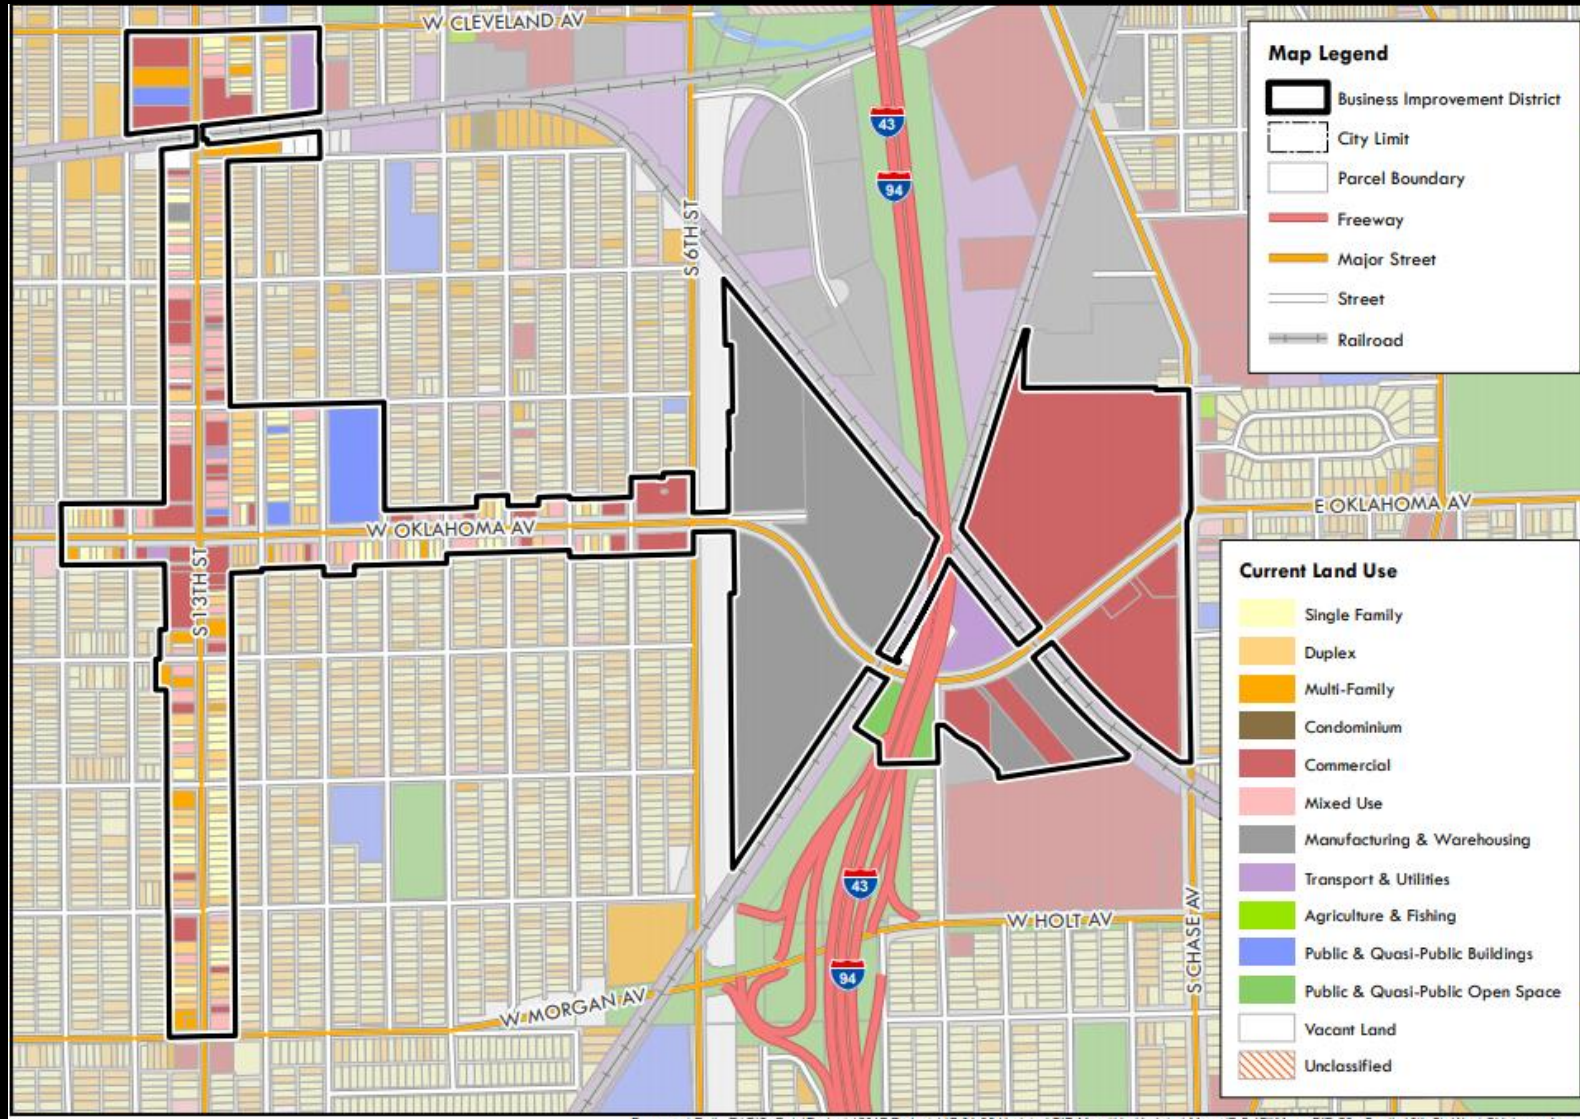 W CLEVELAND AV
43
94
S 6TH ST
W OKLAHOMA AV
S 13TH ST
E OKLAHOMA AV
43
W HOLT AV
S CHASE AV
94
W MORGAN AV
Map Legend
Business Improvement District
City Limit
Parcel Boundary
Freeway
Major Street
Street
Railroad
Current Land Use
Single Family
Duplex
Multi-Family
Condominium
Commercial
Mixed Use
Manufacturing & Warehousing
Transport & Utilities
Agriculture & Fishing
Public & Quasi-Public Buildings
Public & Quasi-Public Open Space
Vacant Land
Unclassified